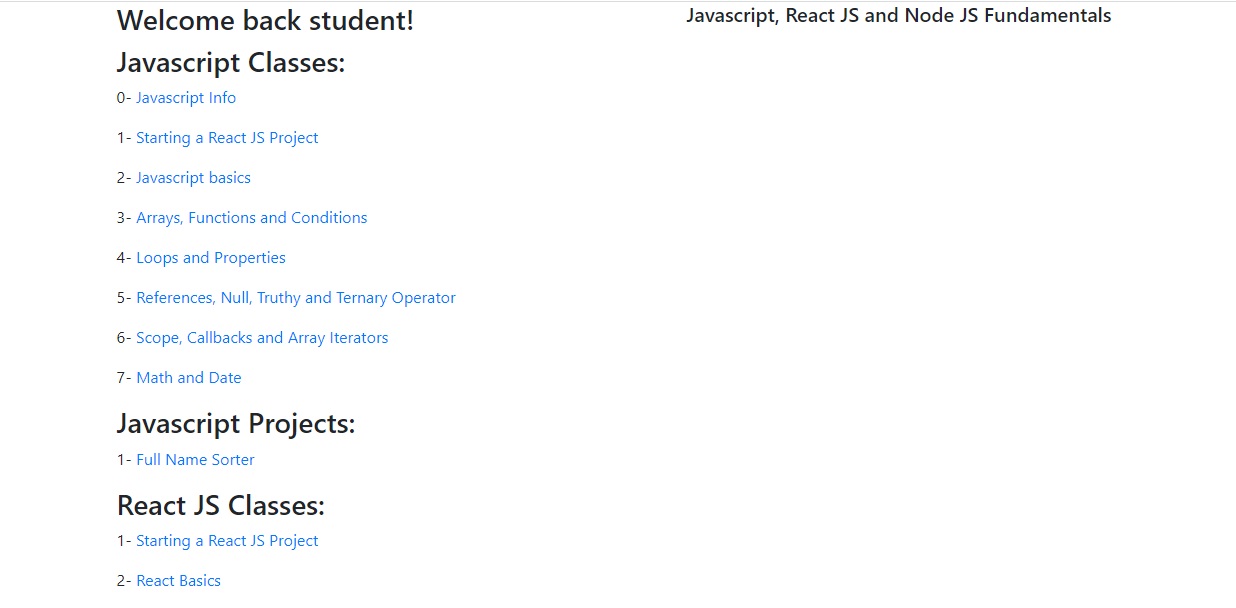 Welcome back student!
Javascript, React JS and Node JS Fundamentals
Javascript Classes:
0- Javascript Info
1- Starting a React JS Project
2- Javascript basics
3- Arrays, Functions and Conditions
4- Loops and Properties
5- References, Null, Truthy and Ternary Operator
6- Scope, Callbacks and Array Iterators
7- Math and Date
Javascript Projects:
1- Full Name Sorter
React JS Classes:
1- Starting a React JS Project
2- React Basics